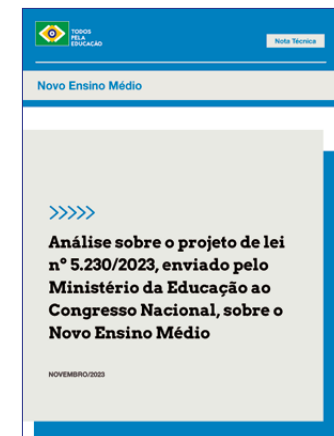 TODOS
PELA
EDUCAÇÃO
Nota Técnica
Novo Ensino Médio
Análise sobre o projeto de lei
nº 5.230/2023, enviado pelo
Ministério da Educação ao
Congresso Nacional, sobre o
Novo Ensino Médio
NOVEMBRO/2023